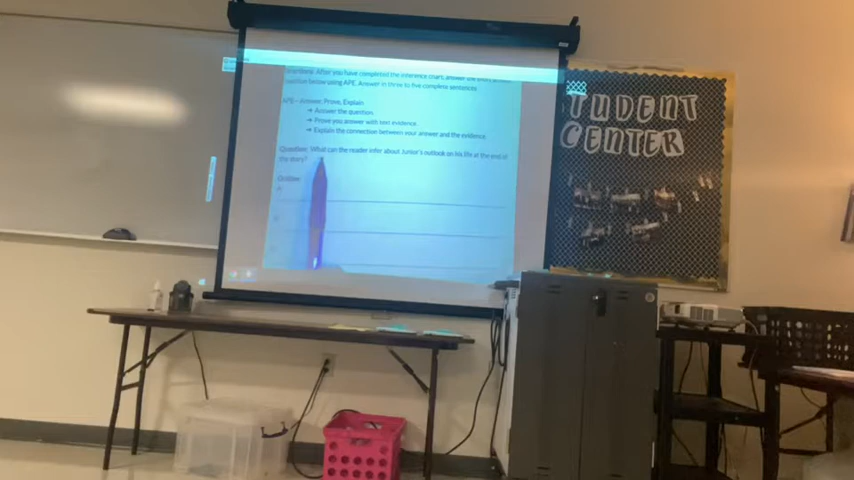 Directions: After you have completed the inference chart, answer the
question below using APE. Answer in three to five complete sentences
APE - Answer, Prove, Explain
→ Answer the question.
→ Prove you answer with text evidence.
→ Explain the connection between your answer and the evidence
Question: What can the reader infer about Junior's outlook on his life at the end of
the story?
Outline:
A
STUDENT
CENTER